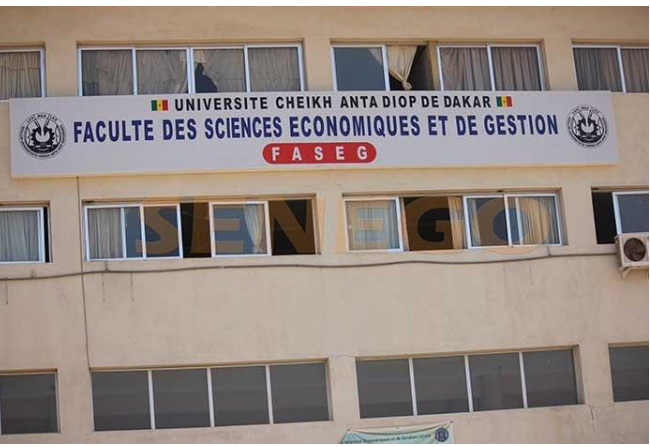 UNIVERSITE CHEIKH ANTA DIOP DE DAKAR
FACULTE DES SCIENCES ECONOMIQUES ET DE GESTION
FASEG
SENEGO